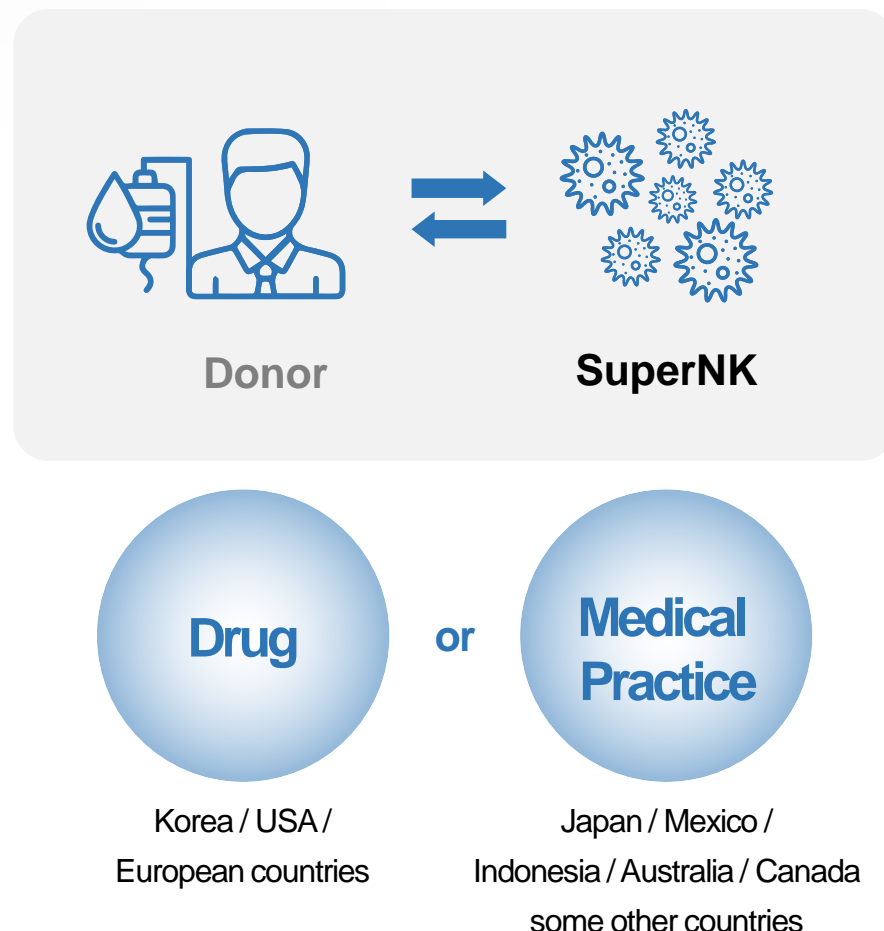 Donor
SuperNK
Drug
or
Medical
Practice
Korea / USA /
European countries
Japan / Mexico /
Indonesia / Australia / Canada
some other countries